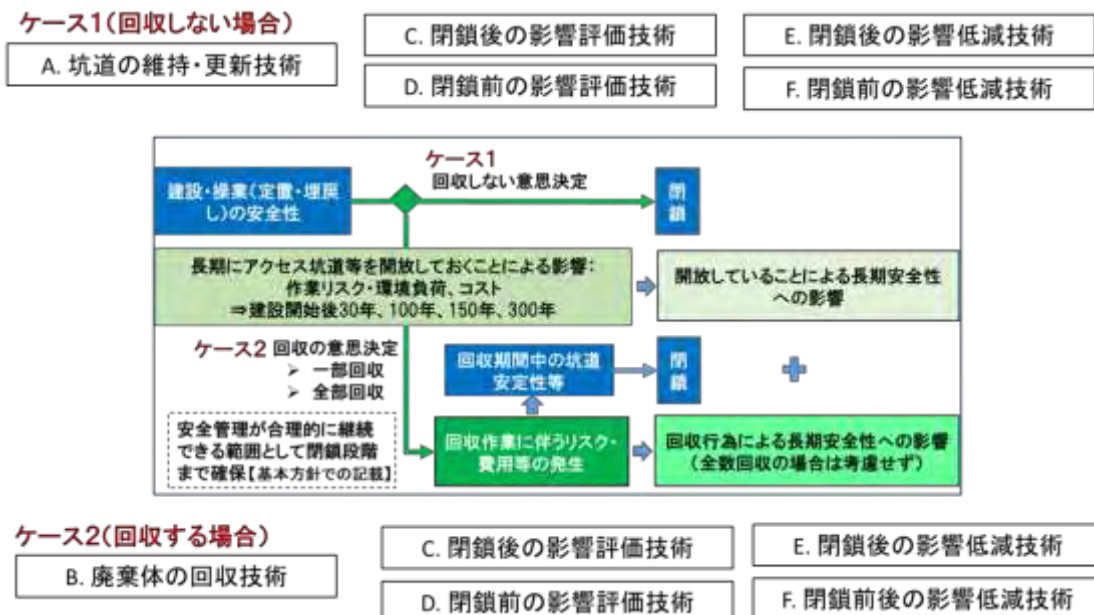 ケース1(回収しない場合)
A. 坑道の維持・更新技術
C. 閉鎖後の影響評価技術
E. 閉鎖後の影響低減技術
D. 閉鎖前の影響評価技術
F. 閉鎖前の影響低減技術
ケース1
回収しない意思決定
建設・操業(定置・埋戻
し)の安全性
閉
鎖
長期にアクセス坑道等を開放しておくことによる影響:
作業リスク・環境負荷、コスト
⇒建設開始後30年、100年、150年、300年
開放していることによる長期安全性
への影響
ケース2 回収の意思決定
➢ 一部回収
➢ 全部回収
回収期間中の坑道
安定性等
閉
鎖
安全管理が合理的に継続
できる範囲として閉鎖段階
まで確保【基本方針での記載】
回収作業に伴うリスク・
費用等の発生
回収行為による長期安全性への影響
(全数回収の場合は考慮せず)
ケース2(回収する場合)
B. 廃棄体の回収技術
C. 閉鎖後の影響評価技術
E. 閉鎖後の影響低減技術
D. 閉鎖前の影響評価技術
F. 閉鎖前後の影響低減技術